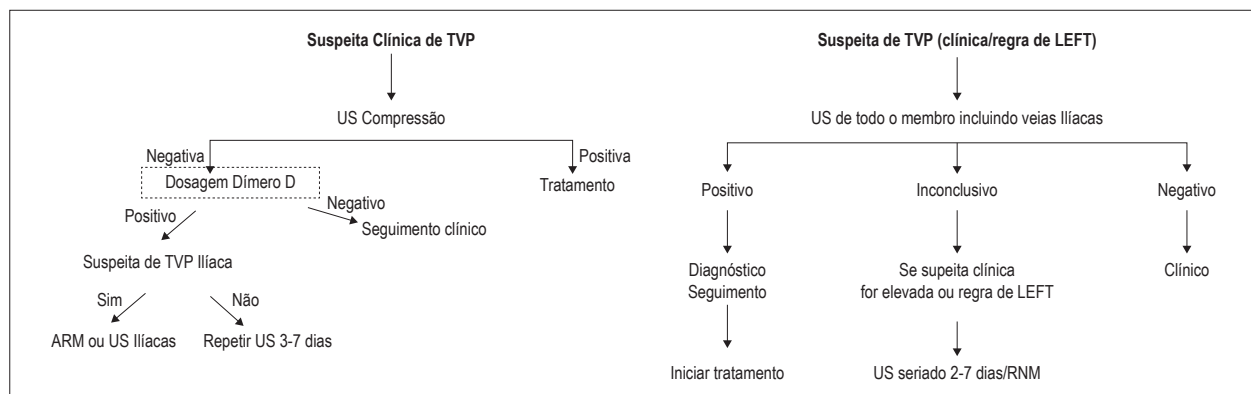 Suspeita Clínica de TVP
US Compressão
Negativa
Positiva
Dosagem Dímero D
Tratamento
Positivo
Negativo
Seguimento clínico
Suspeita de TVP Ilíaca
Sim
Não
ARM ou US Ilíacas
Repetir US 3-7 dias
Suspeita de TVP (clínica/regra de LEFT)
US de todo o membro incluindo veias Ilíacas
Positivo
Inconclusivo
Negativo
Diagnóstico
Seguimento
Se supeita clínica
for elevada ou regra de LEFT
Clínico
Iniciar tratamento
US seriado 2-7 dias/RNM